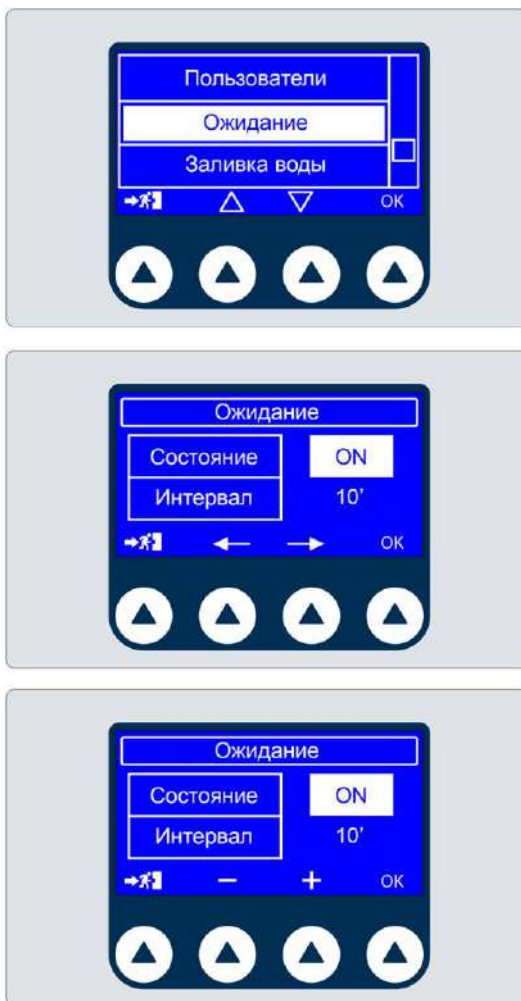 Пользователи
Ожидание
Заливка воды
OK
Ожидание
Состояние ON
Интервал 10’
OK
Ожидание
Состояние ON
Интервал 10’
− + OK